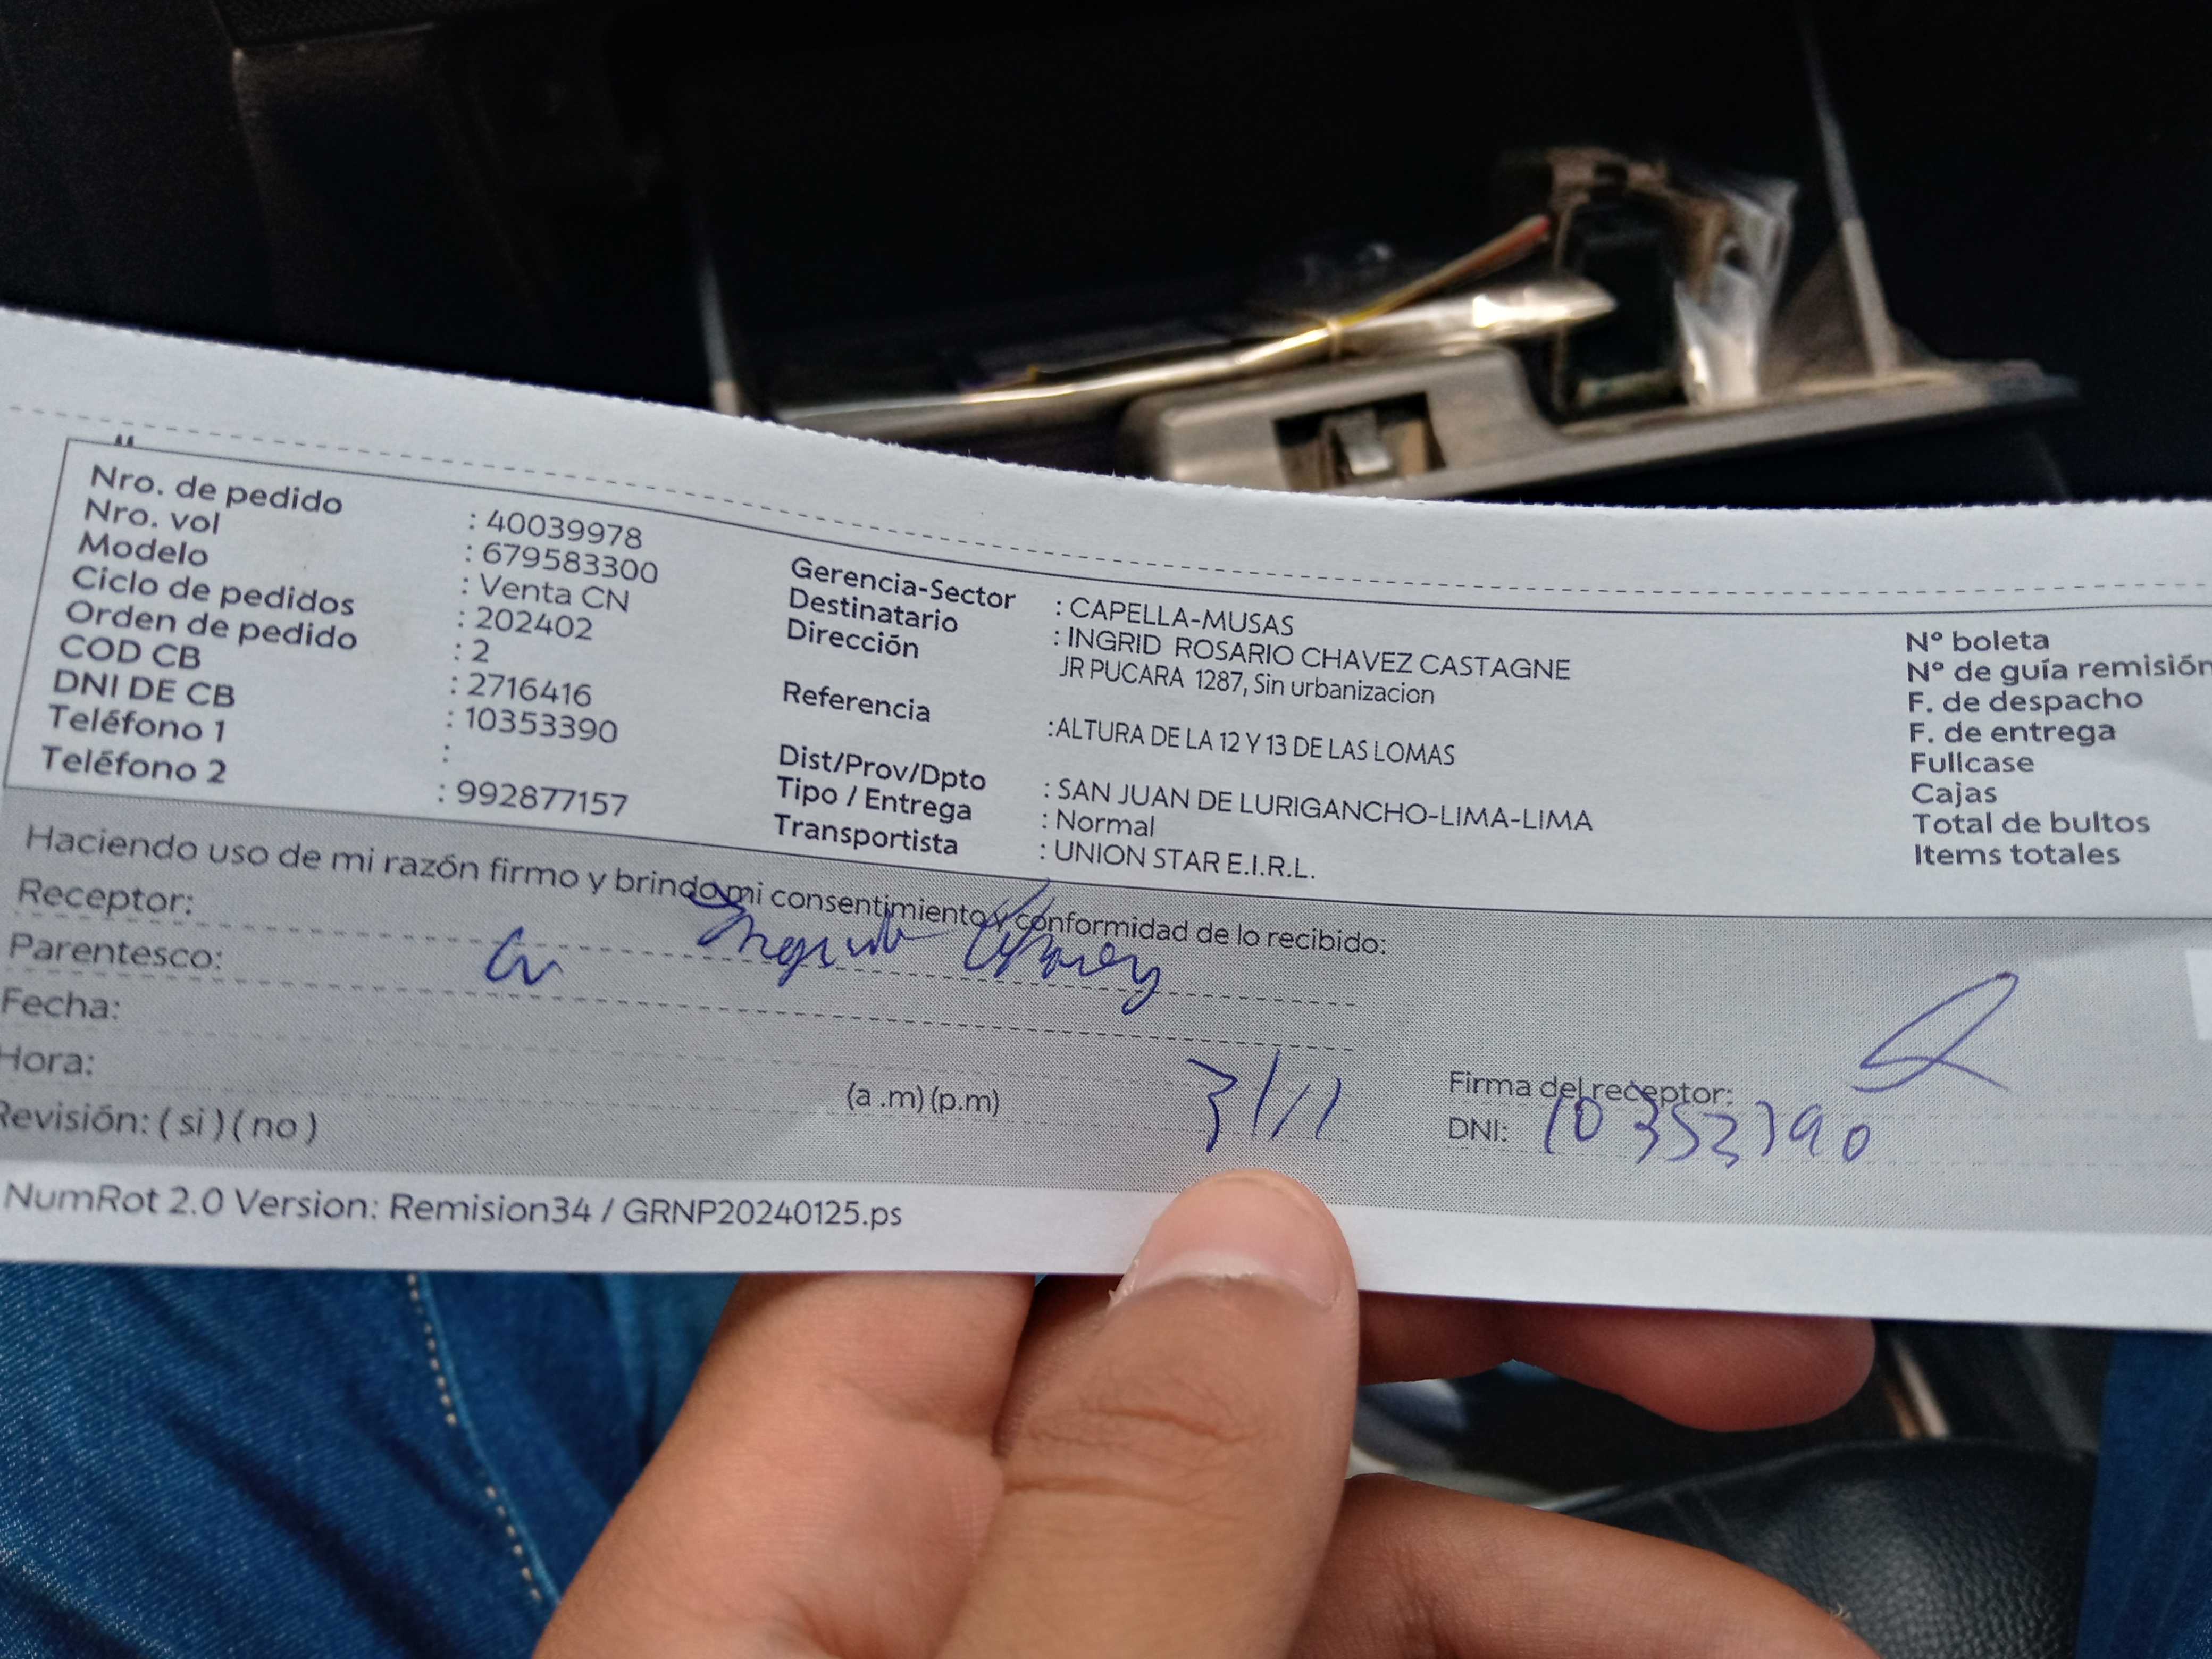 Nro. de pedido : 40039978
Nro. vol : 679583300
Modelo : Venta CN
Ciclo de pedidos : 202402
Orden de pedido : 2
COD CB : 2716416
DNI DE CB : 10353390
Teléfono 1 :
Teléfono 2 : 992877157
Gerencia-Sector : CAPELLA-MUSAS
Destinatario : INGRID ROSARIO CHAVEZ CASTAGNE
Dirección JR PUCARA 1287, Sin urbanizacion
Referencia :ALTURA DE LA 12 Y 13 DE LAS LOMAS
Dist/Prov/Dpto : SAN JUAN DE LURIGANCHO-LIMA-LIMA
Tipo / Entrega : Normal
Transportista : UNION STAR E.I.R.L.
N° boleta
N° de guía remisión
F. de despacho
F. de entrega
Fullcase
Cajas
Total de bultos
Items totales
Haciendo uso de mi razón firmo y brindo mi consentimiento y conformidad de lo recibido:
Receptor: Ingrid Chavez
Parentesco:
Fecha:
Hora: (a .m) (p.m)
Revisión: ( si ) ( no )
Firma del receptor:
DNI:
NumRot 2.0 Version: Remision34 / GRNP20240125.ps